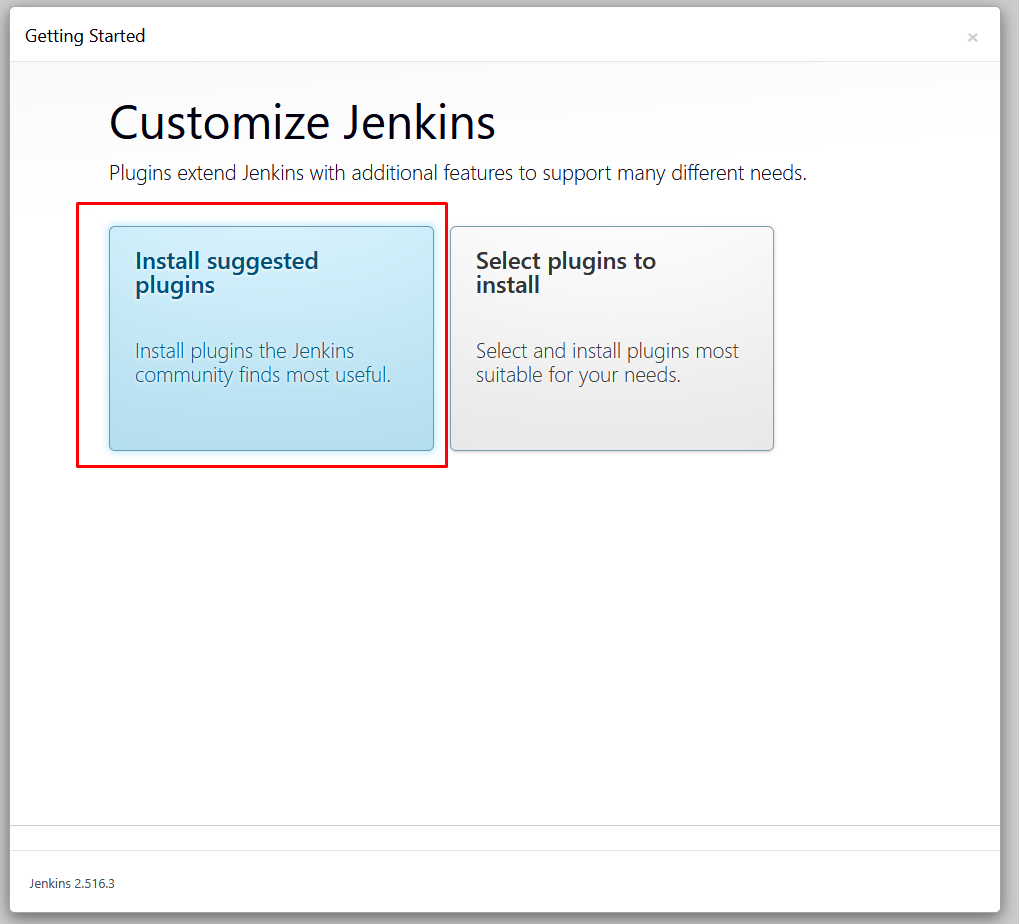 Getting Started
×
Customize Jenkins
Plugins extend Jenkins with additional features to support many different needs.
Install suggested
plugins
Install plugins the Jenkins
community finds most useful.
Select plugins to
install
Select and install plugins most
suitable for your needs.
Jenkins 2.516.3